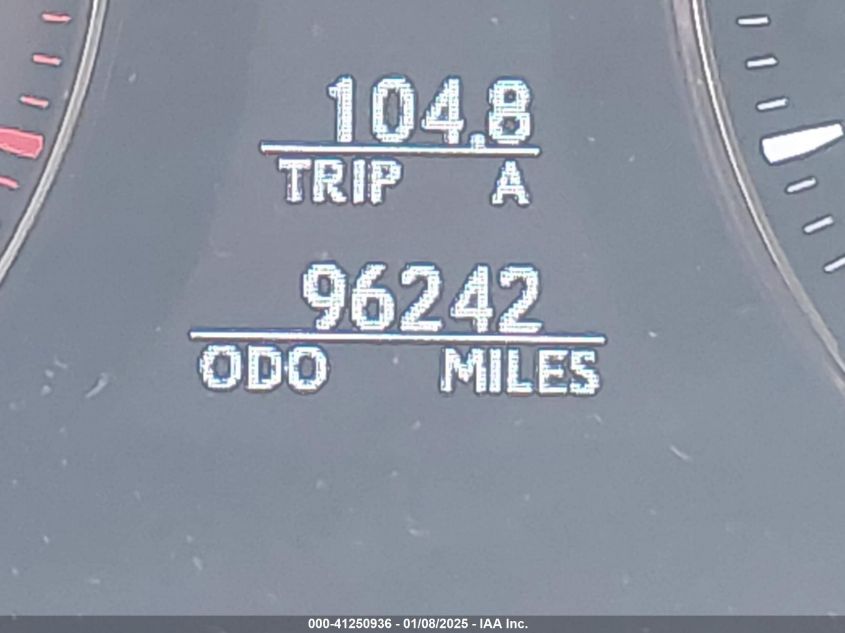 104.8
TRIP A
96242
ODO MILES
000-41250936 - 01/08/2025 - IAA Inc.